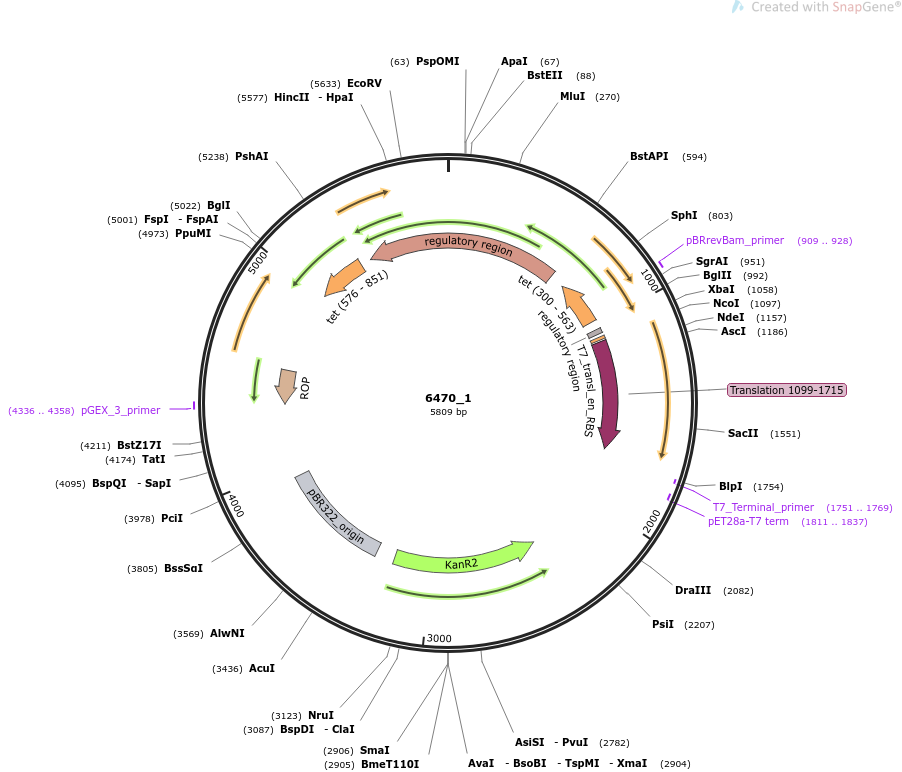 Created with SnapGene®
(63) PspOMI
ApaI (67)
BstEII (88)
MluI (270)
BstAPI (594)
SphI (803)
pBRrevBam_primer (909 .. 928)
SgrAI (951)
BglII (992)
XbaI (1058)
NcoI (1097)
NdeI (1157)
AscI (1186)
Translation 1099-1715
SacII (1551)
BlpI (1754)
T7_Terminal_primer (1751 .. 1769)
pET28a-T7 term (1811 .. 1837)
DraIII (2082)
PsiI (2207)
AsiSI - PvuI (2782)
AvaI - BsoBI - TspMI - XmaI (2904)
(2905) BmeT110I
(2906) SmaI
(3087) BspDI - ClaI
(3123) NruI
(3436) AcuI
(3569) AlwNI
(3805) BssSαI
(3978) PciI
(4095) BspQI - SapI
(4174) TatI
(4211) BstZ17I
(4336 .. 4358) pGEX_3_primer
(4973) PpuMI
(5001) FspI - FspAI
(5022) BglI
(5238) PshAI
(5577) HincII - HpaI
(5633) EcoRV
1000
2000
3000
4000
5000
regulatory region
tet (300 - 563)
regulatory region
T7_transl_en_RBS
tet (576 - 851)
ROP
pBR322_origin
KanR2
6470_1
5809 bp